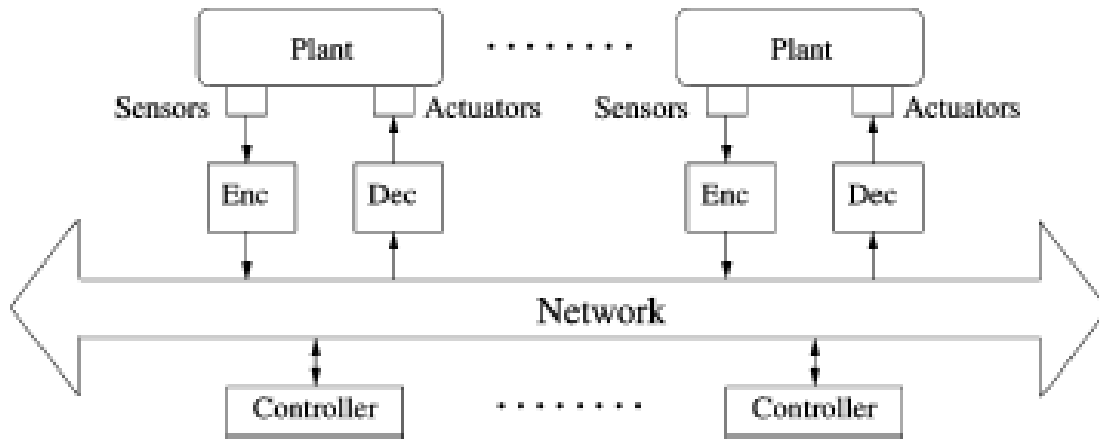 Plant
Plant
Sensors
Actuators
Sensors
Actuators
Enc
Dec
Enc
Dec
Network
Controller
Controller